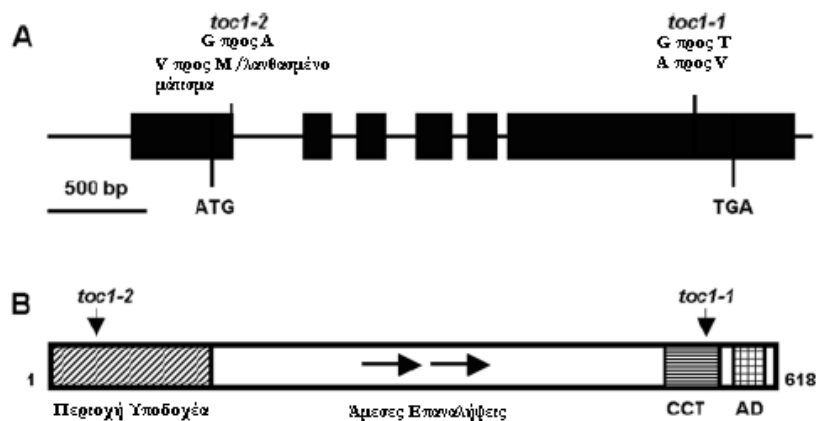 A
toc1-2
G προς A
V προς M /λανθασμένο
μάτισμα
toc1-1
G προς T
A προς V
500 bp
ATG
TGA
B
toc1-2
toc1-1
1
618
Περιοχή Υποδοχέα
Άμεσες Επαναλήψεις
CCT
AD